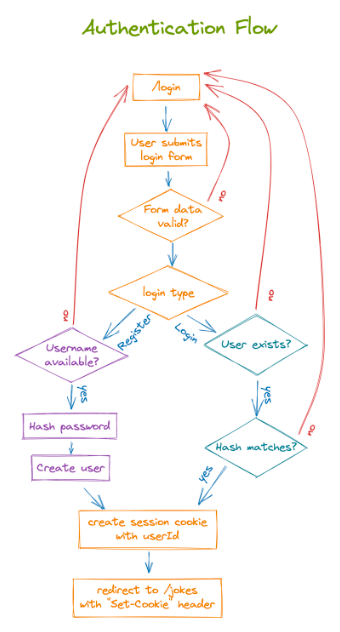 Authentication Flow
/login
User submits
login form
no
Form data
valid?
login type
Register
Login
no
no
Username
available?
User exists?
yes
yes
Hash password
Hash matches?
no
Create user
yes
create session cookie
with userId
redirect to /jokes
with "Set-Cookie" header